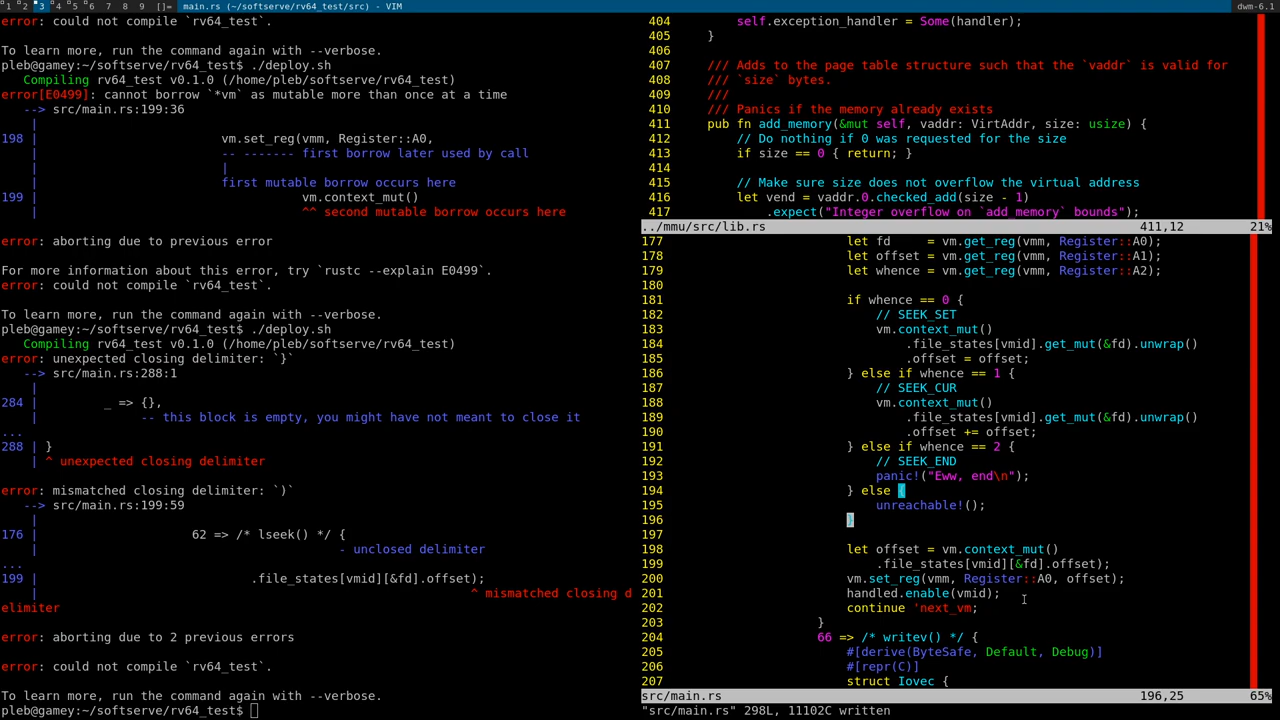 1 2 3 4 5 6 7 8 9 []= main.rs (~/softserve/rv64_test/src) - VIM dwm-6.1
error: could not compile `rv64_test`.
To learn more, run the command again with --verbose.
pleb@gamey:~/softserve/rv64_test$ ./deploy.sh
Compiling rv64_test v0.1.0 (/home/pleb/softserve/rv64_test)
error[E0499]: cannot borrow `*vm` as mutable more than once at a time
--> src/main.rs:199:36
|
198 | vm.set_reg(vmm, Register::A0,
| -- ------- first borrow later used by call
| |
| first mutable borrow occurs here
199 | vm.context_mut()
| ^^ second mutable borrow occurs here
error: aborting due to previous error
For more information about this error, try `rustc --explain E0499`.
error: could not compile `rv64_test`.
To learn more, run the command again with --verbose.
pleb@gamey:~/softserve/rv64_test$ ./deploy.sh
Compiling rv64_test v0.1.0 (/home/pleb/softserve/rv64_test)
error: unexpected closing delimiter: `}`
--> src/main.rs:288:1
|
284 | _ => {},
| -- this block is empty, you might have not meant to close it
...
288 | }
| ^ unexpected closing delimiter
error: mismatched closing delimiter: `)`
--> src/main.rs:199:59
|
176 | 62 => /* lseek() */ {
| - unclosed delimiter
...
199 | .file_states[vmid][&fd].offset);
| ^ mismatched closing d
elimiter
error: aborting due to 2 previous errors
error: could not compile `rv64_test`.
To learn more, run the command again with --verbose.
pleb@gamey:~/softserve/rv64_test$
404 self.exception_handler = Some(handler);
405 }
406
407 /// Adds to the page table structure such that the `vaddr` is valid for
408 /// `size` bytes.
409 ///
410 /// Panics if the memory already exists
411 pub fn add_memory(&mut self, vaddr: VirtAddr, size: usize) {
412 // Do nothing if 0 was requested for the size
413 if size == 0 { return; }
414
415 // Make sure size does not overflow the virtual address
416 let vend = vaddr.0.checked_add(size - 1)
417 .expect("Integer overflow on `add_memory` bounds");
../mmu/src/lib.rs 411,12 21%
177 let fd = vm.get_reg(vmm, Register::A0);
178 let offset = vm.get_reg(vmm, Register::A1);
179 let whence = vm.get_reg(vmm, Register::A2);
180
181 if whence == 0 {
182 // SEEK_SET
183 vm.context_mut()
184 .file_states[vmid].get_mut(&fd).unwrap()
185 .offset = offset;
186 } else if whence == 1 {
187 // SEEK_CUR
188 vm.context_mut()
189 .file_states[vmid].get_mut(&fd).unwrap()
190 .offset += offset;
191 } else if whence == 2 {
192 // SEEK_END
193 panic!("Eww, end\n");
194 } else {
195 unreachable!();
196 }
197
198 let offset = vm.context_mut()
199 .file_states[vmid][&fd].offset);
200 vm.set_reg(vmm, Register::A0, offset);
201 handled.enable(vmid);
202 continue 'next_vm;
203 }
204 66 => /* writev() */ {
205 #[derive(ByteSafe, Default, Debug)]
206 #[repr(C)]
207 struct Iovec {
src/main.rs 196,25 65%
"src/main.rs" 298L, 11102C written